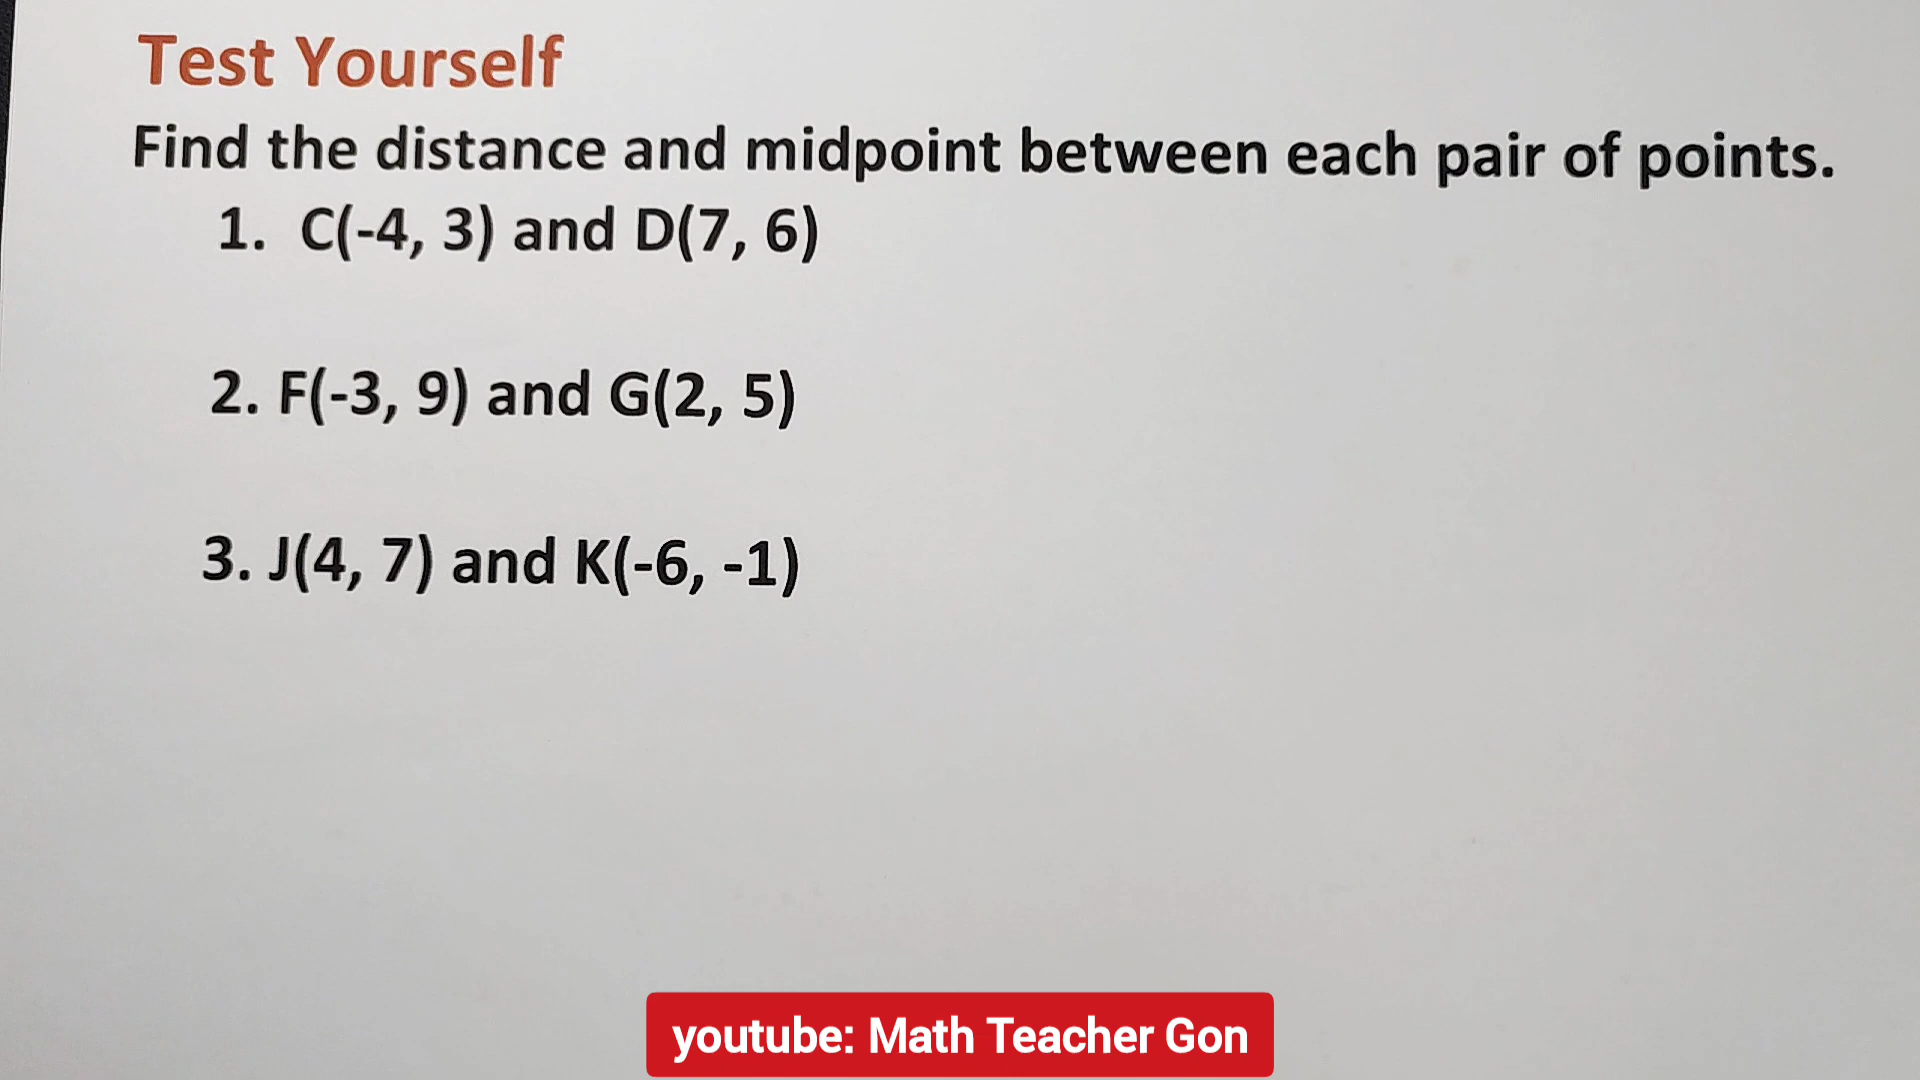 Test Yourself
Find the distance and midpoint between each pair of points.
1. C(-4, 3) and D(7, 6)
2. F(-3, 9) and G(2, 5)
3. J(4, 7) and K(-6, -1)
youtube: Math Teacher Gon